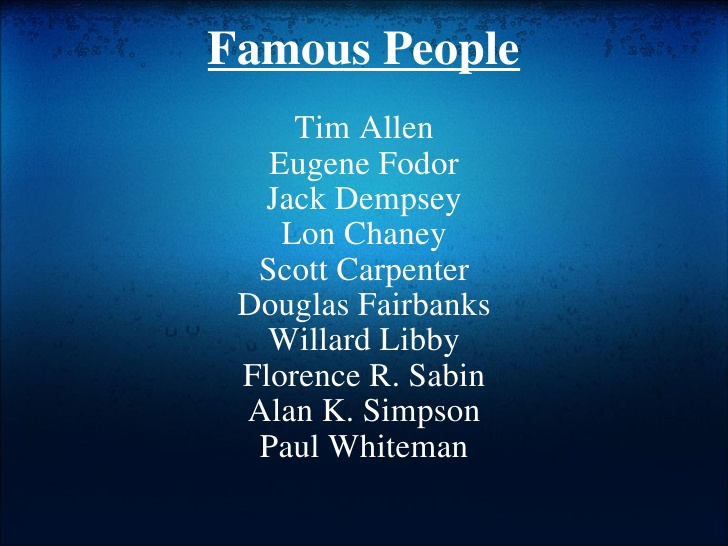 Famous People
Tim Allen
Eugene Fodor
Jack Dempsey
Lon Chaney
Scott Carpenter
Douglas Fairbanks
Willard Libby
Florence R. Sabin
Alan K. Simpson
Paul Whiteman